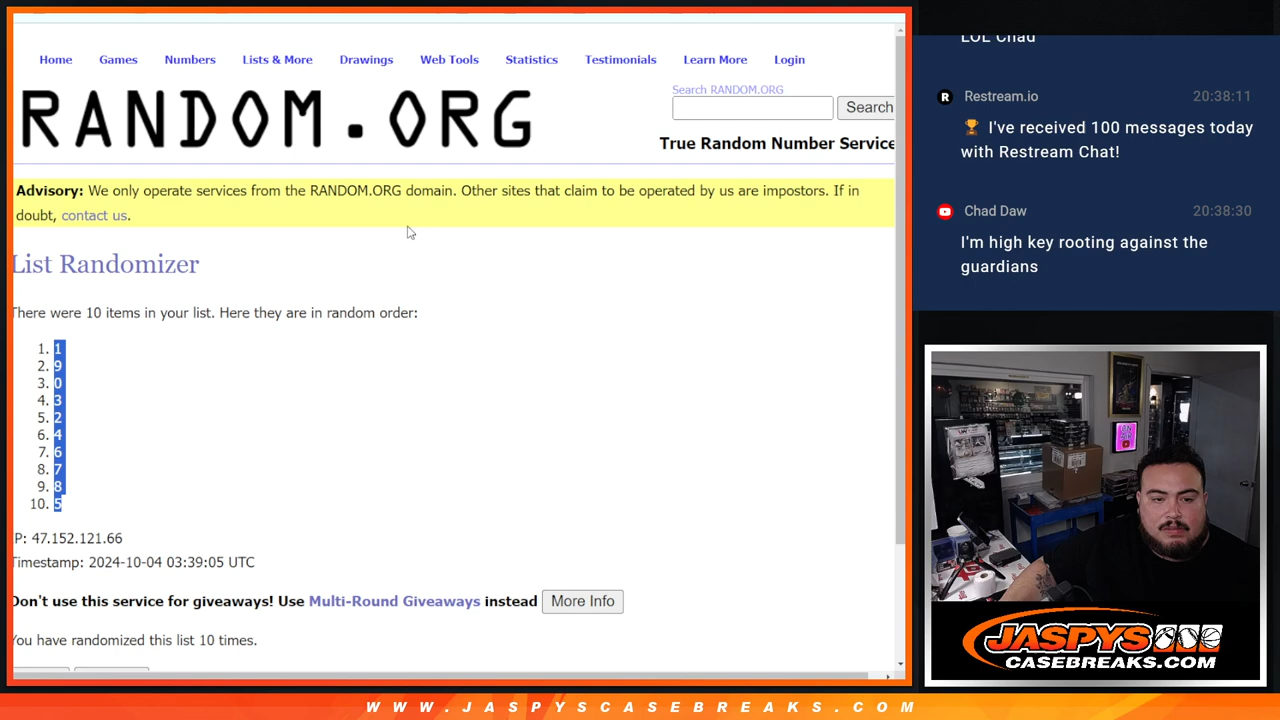 Home Games Numbers Lists & More Drawings Web Tools Statistics Testimonials Learn More Login
Search RANDOM.ORG
RANDOM.ORG
Search
True Random Number Service
Advisory: We only operate services from the RANDOM.ORG domain. Other sites that claim to be operated by us are impostors. If in
doubt, contact us.
List Randomizer
There were 10 items in your list. Here they are in random order:
1. 1
2. 9
3. 0
4. 3
5. 2
6. 4
7. 6
8. 7
9. 8
10. 5
P: 47.152.121.66
Timestamp: 2024-10-04 03:39:05 UTC
Don't use this service for giveaways! Use Multi-Round Giveaways instead More Info
You have randomized this list 10 times.
LOL Chad
R Restream.io 20:38:11
🏆 I've received 100 messages today
with Restream Chat!
Chad Daw 20:38:30
I'm high key rooting against the
guardians
ON AIR
JASPYS
CASEBREAKS.COM
WWW.JASPYSCASEBREAKS.COM